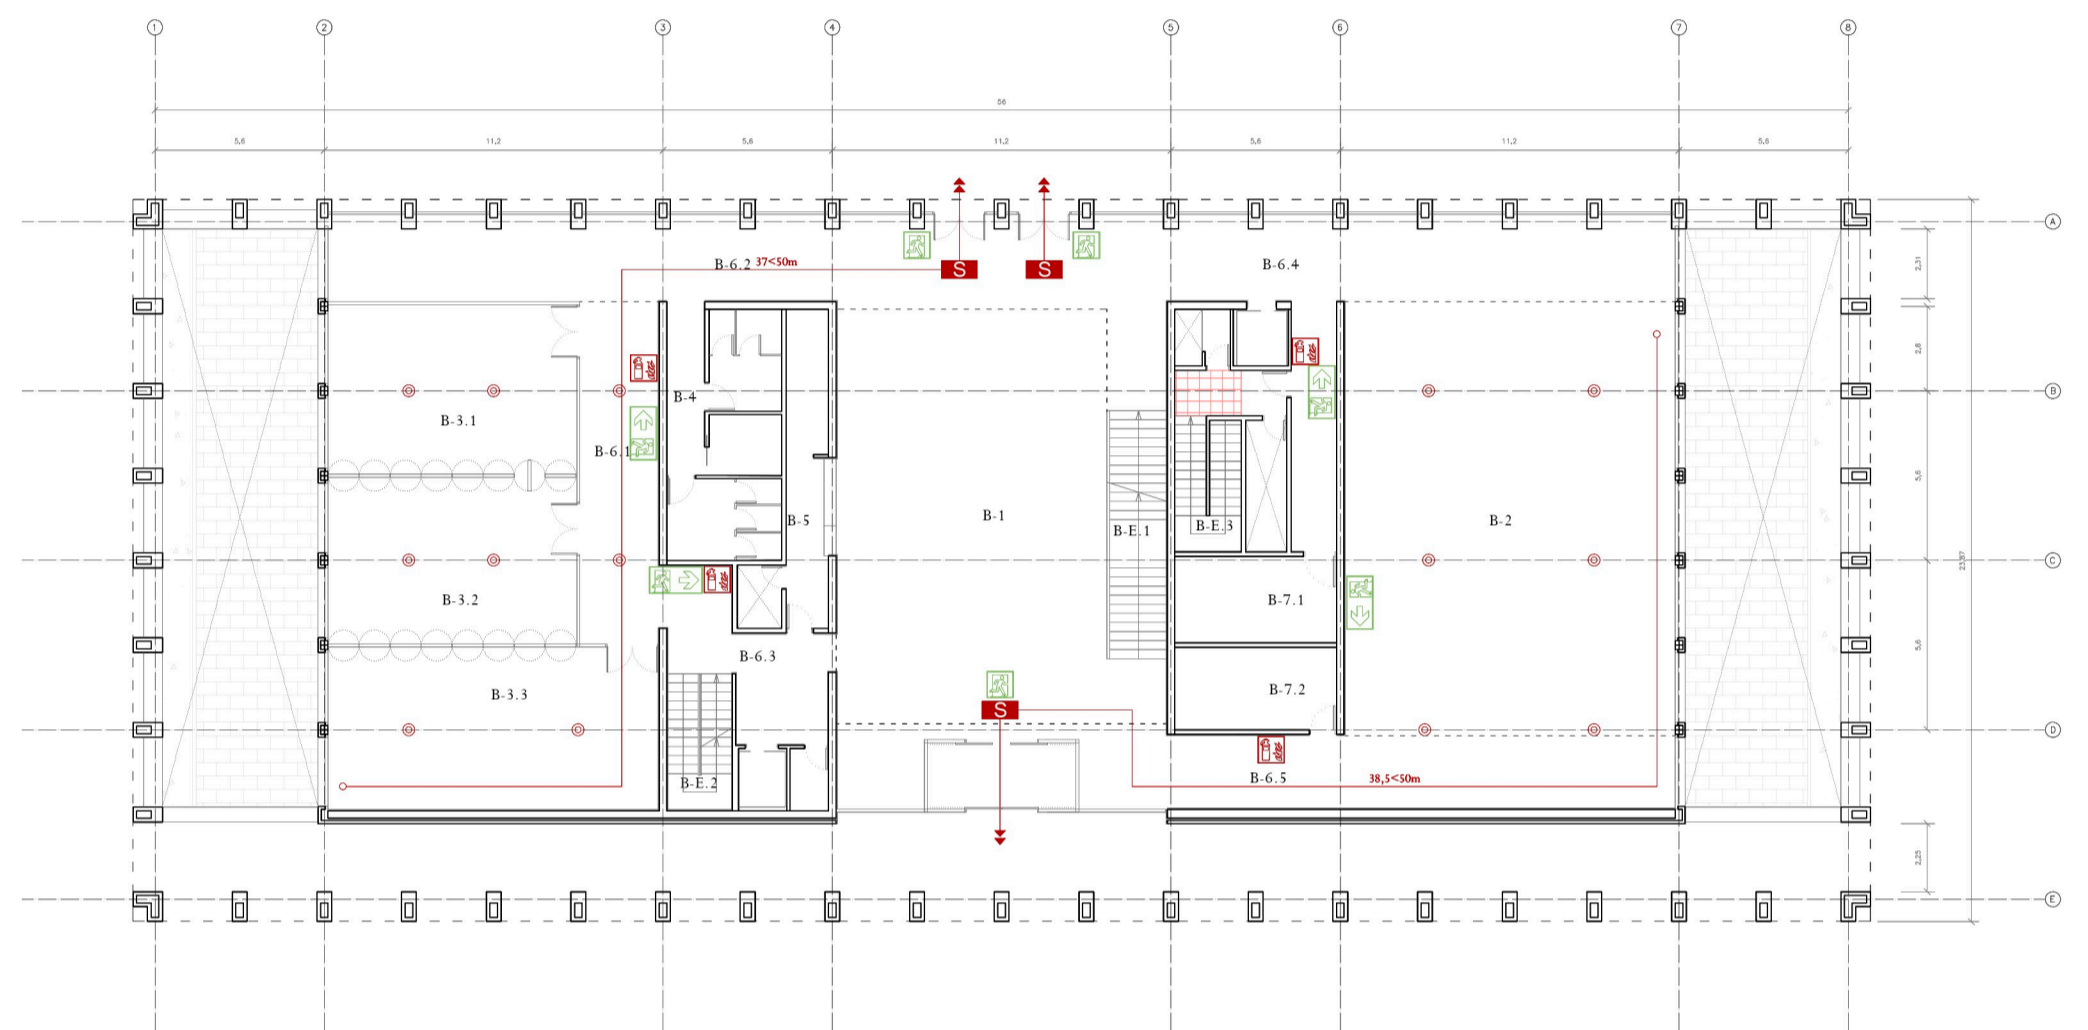 1 2 3 4 5 6 7 8
56
5,6 11,2 5,6 11,2 5,6 11,2 5,6
A
S S
B-6.2 37<50m B-6.4
2,31
2,8
B
B-4
B-3.1
B-6.1
5,6
B-5 B-1 B-E.1 B-E.3 B-2
C
23,87
B-3.2 B-7.1
B-6.3
5,6
B-3.3 B-7.2
S
D
B-E.2 B-6.5 38,5<50m
2,25
E